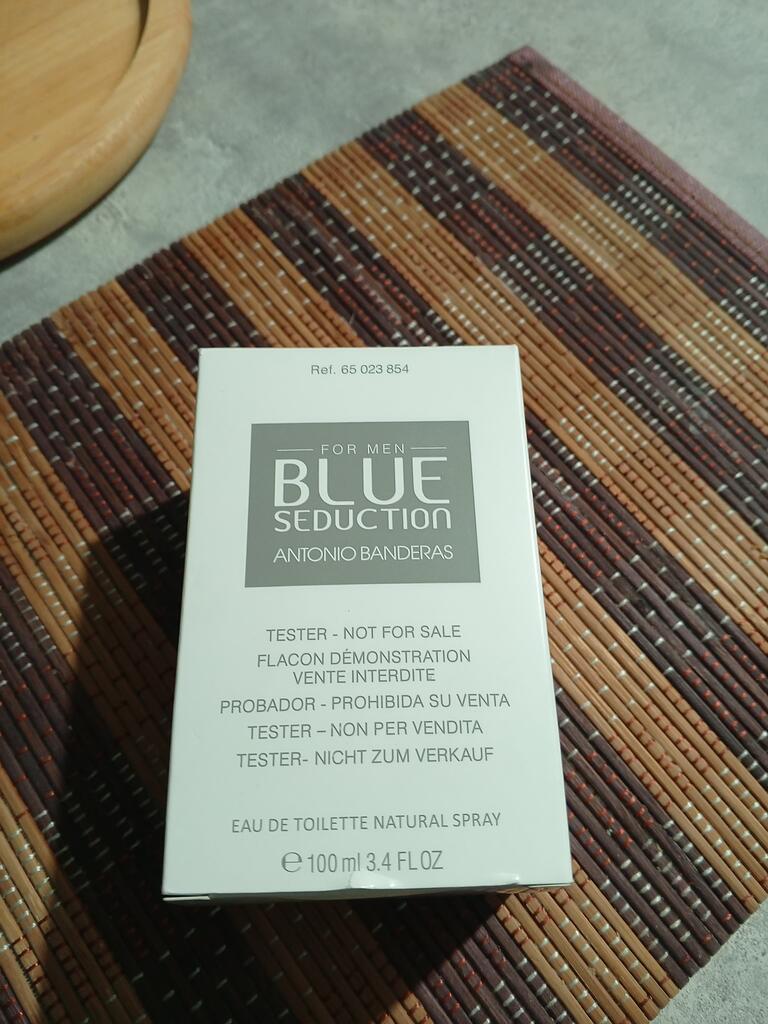 Ref. 65 023 854
FOR MEN
BLUE
SEDUCTION
ANTONIO BANDERAS
TESTER - NOT FOR SALE
FLACON DÉMONSTRATION
VENTE INTERDITE
PROBADOR - PROHIBIDA SU VENTA
TESTER – NON PER VENDITA
TESTER- NICHT ZUM VERKAUF
EAU DE TOILETTE NATURAL SPRAY
℮ 100 ml 3.4 FL OZ